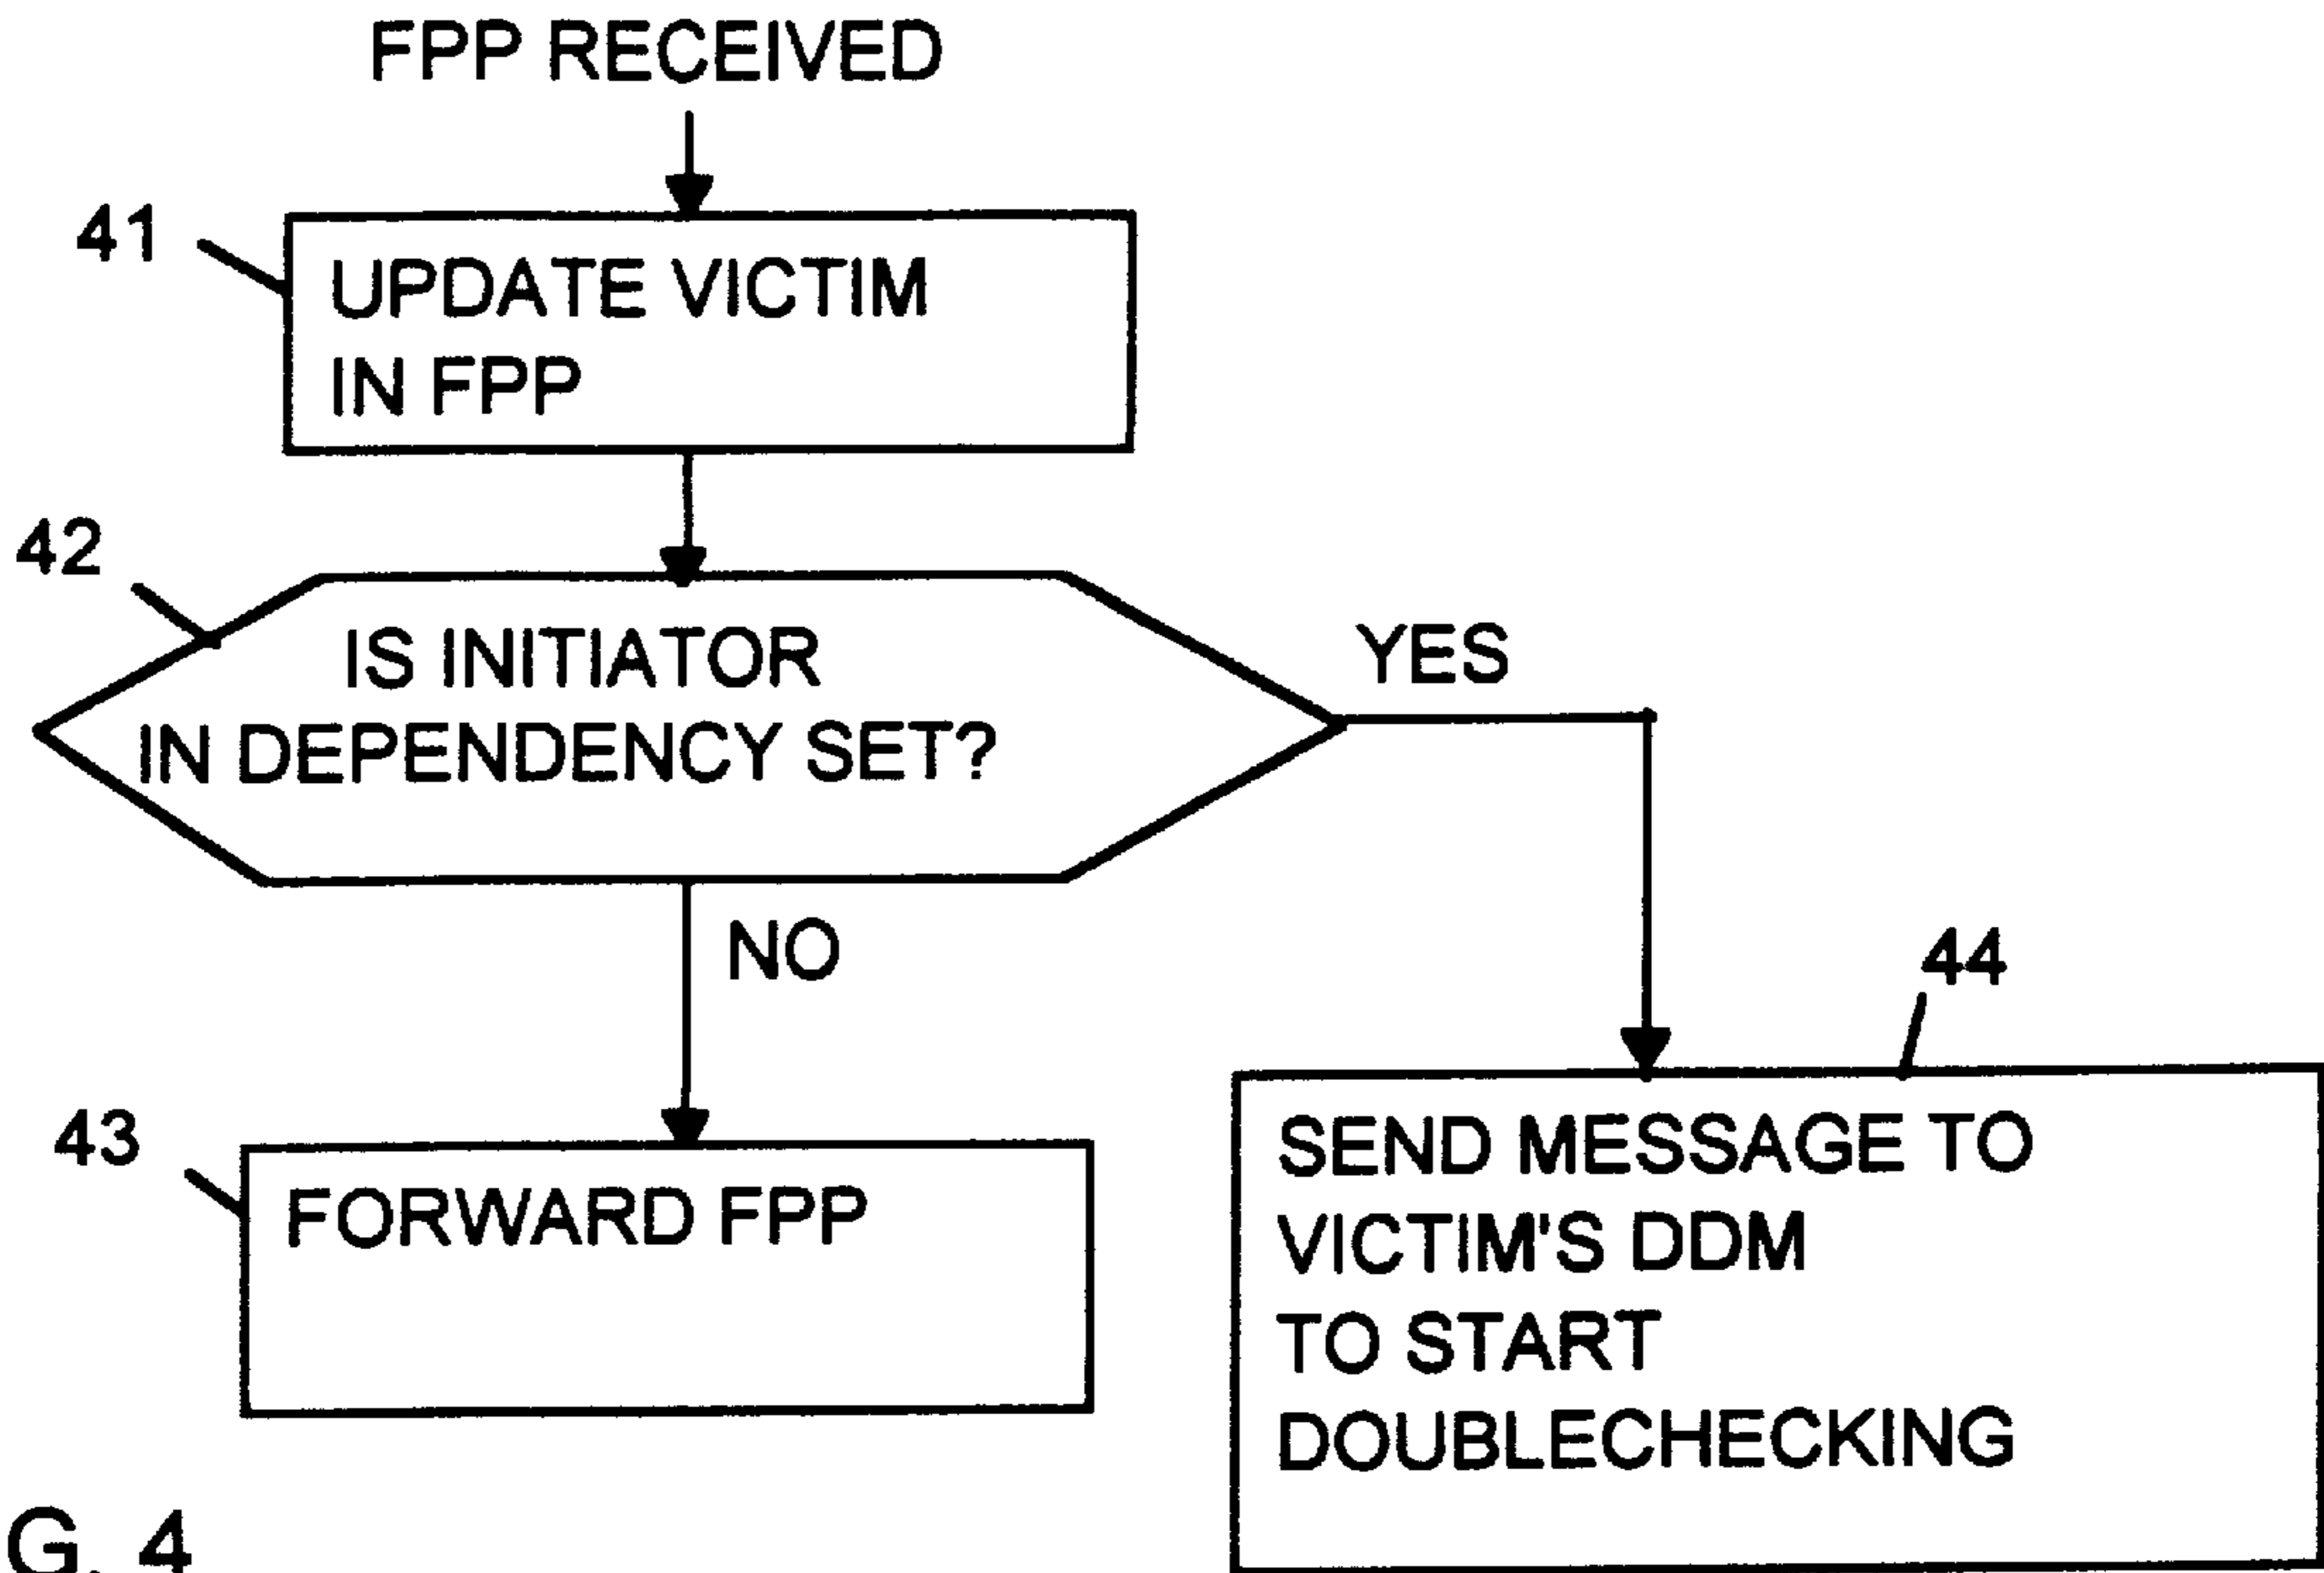 FPP RECEIVED
41
UPDATE VICTIM
IN FPP
42
IS INITIATOR
IN DEPENDENCY SET?
YES
NO
44
43
FORWARD FPP
SEND MESSAGE TO
VICTIM'S DDM
TO START
DOUBLECHECKING
G. 4